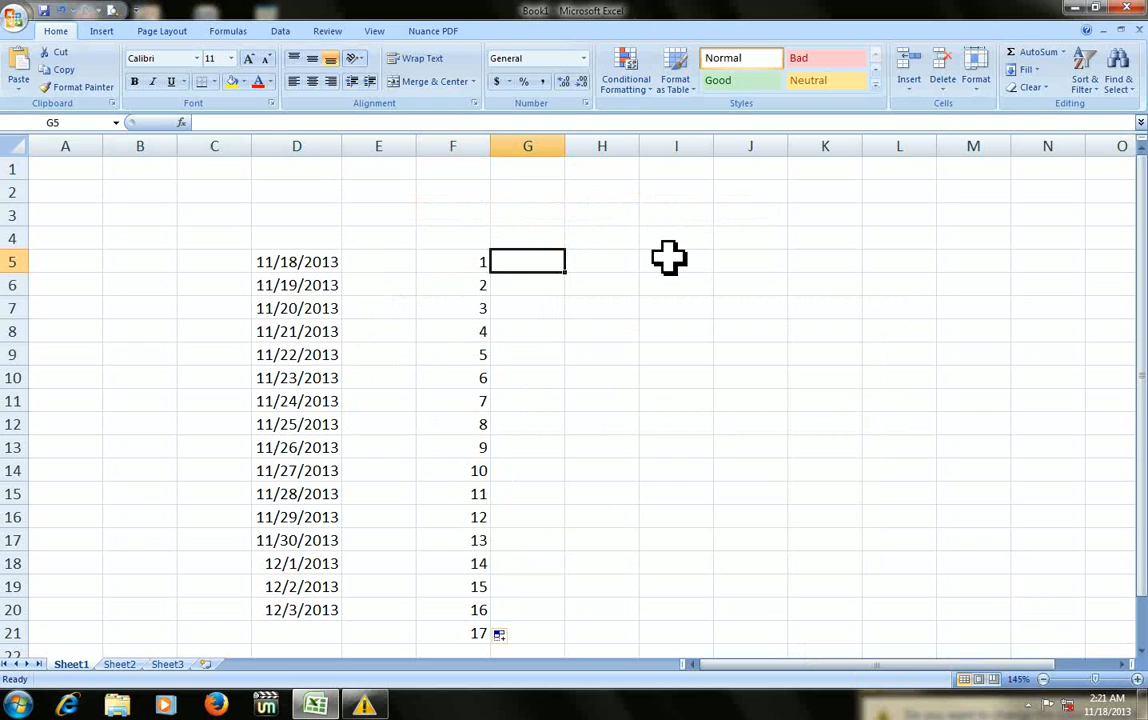 Book1 - Microsoft Excel
Home Insert Page Layout Formulas Data Review View Nuance PDF
Cut
Copy
Format Painter
Paste
Clipboard
Calibri 11
B I U
Font
Wrap Text
Merge & Center
Alignment
General
$ % ,
Number
Conditional Formatting
Format as Table
Normal Bad
Good Neutral
Styles
Insert Delete Format
Cells
AutoSum
Fill
Clear
Sort & Filter
Find & Select
Editing
G5 fx
A B C D E F G H I J K L M N O
1
2
3
4
5 11/18/2013 1
6 11/19/2013 2
7 11/20/2013 3
8 11/21/2013 4
9 11/22/2013 5
10 11/23/2013 6
11 11/24/2013 7
12 11/25/2013 8
13 11/26/2013 9
14 11/27/2013 10
15 11/28/2013 11
16 11/29/2013 12
17 11/30/2013 13
18 12/1/2013 14
19 12/2/2013 15
20 12/3/2013 16
21 17
22
Sheet1 Sheet2 Sheet3
Ready 145%
2:21 AM
11/18/2013